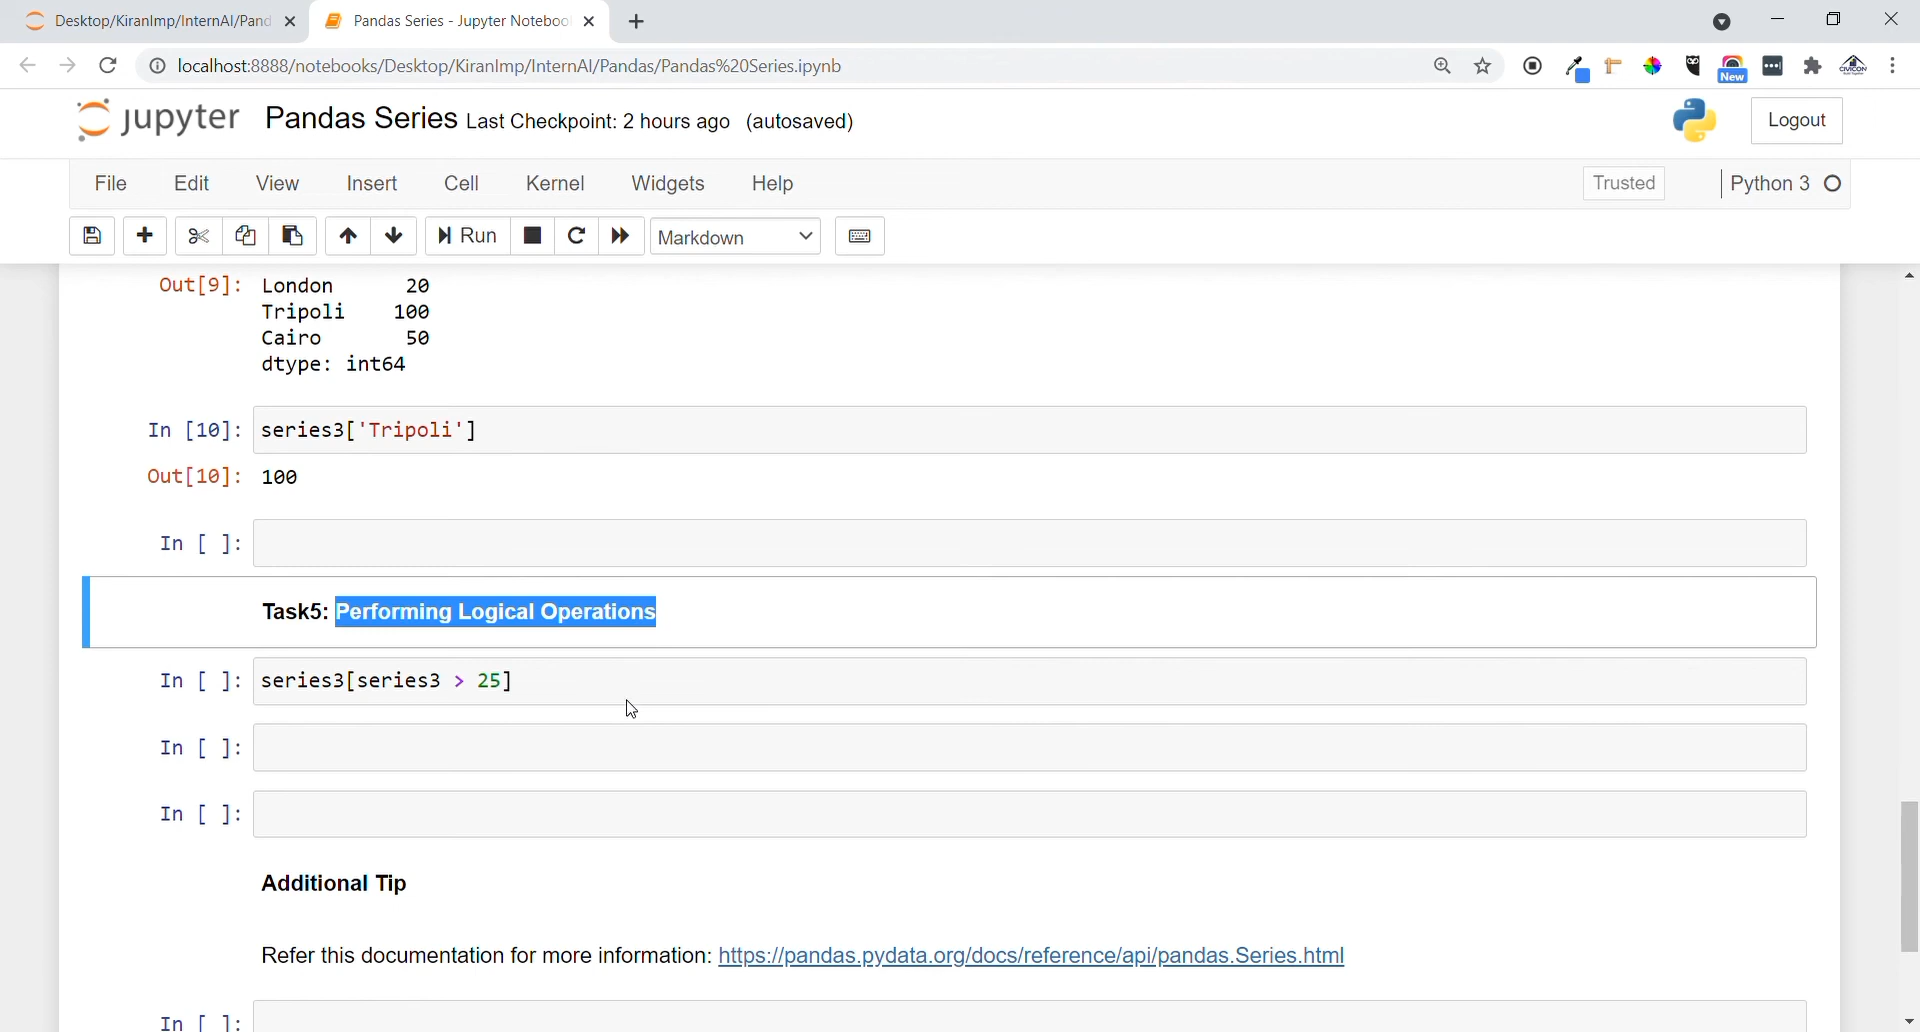 Desktop/KiranImp/InternAI/Pand
Pandas Series - Jupyter Noteboo
localhost:8888/notebooks/Desktop/KiranImp/InternAI/Pandas/Pandas%20Series.ipynb
New
CIVICON
jupyter Pandas Series Last Checkpoint: 2 hours ago (autosaved)
Logout
File Edit View Insert Cell Kernel Widgets Help
Trusted
Python 3
Run
Markdown
Out[9]: London 20
Tripoli 100
Cairo 50
dtype: int64
In [10]: series3['Tripoli']
Out[10]: 100
In [ ]:
Task5: Performing Logical Operations
In [ ]: series3[series3 > 25]
In [ ]:
In [ ]:
Additional Tip
Refer this documentation for more information: https://pandas.pydata.org/docs/reference/api/pandas.Series.html
In [ ]: